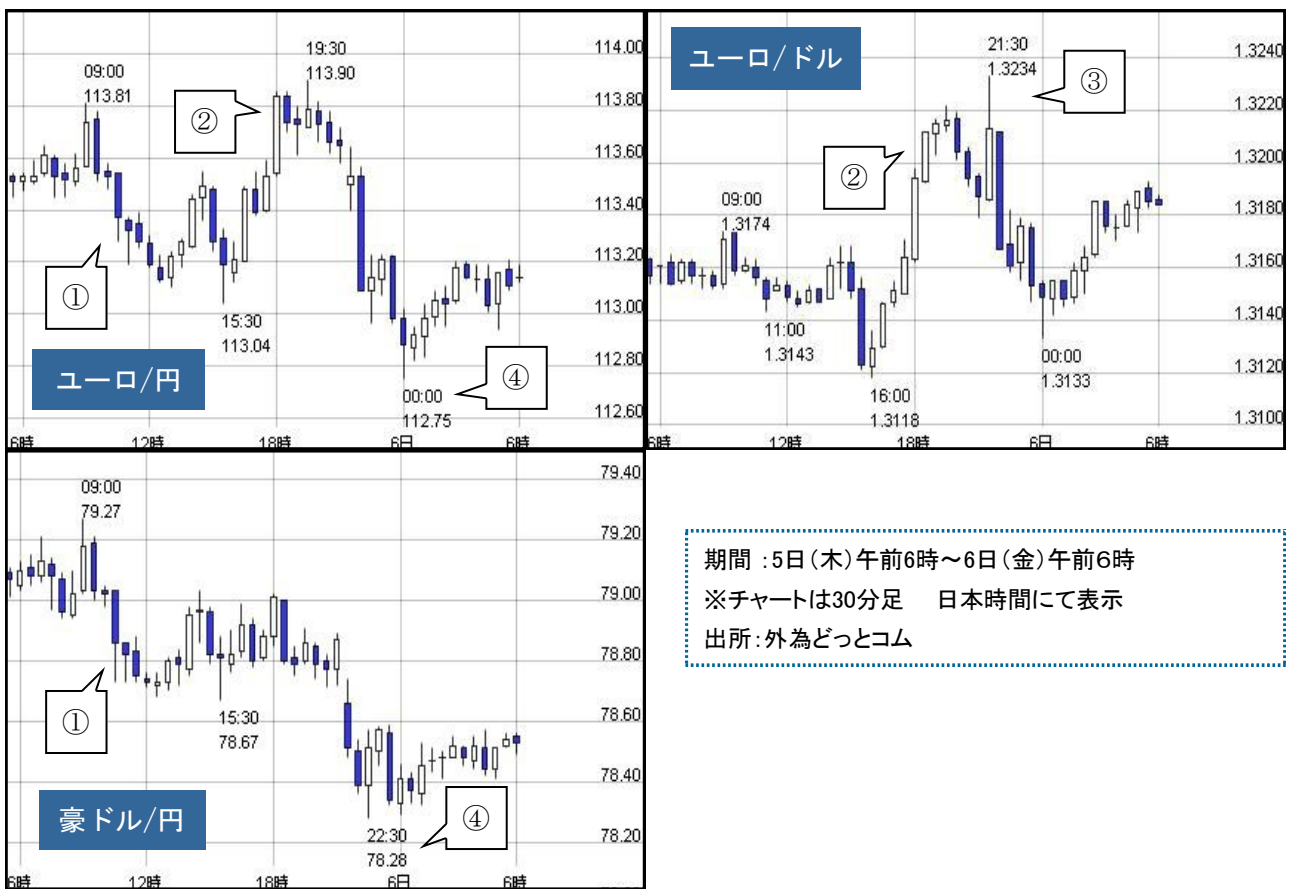 19:30
113.90
09:00
113.81
②
①
15:30
113.04
ユーロ/円
④
00:00
112.75
114.00
113.80
113.60
113.40
113.20
113.00
112.80
112.60
6時
12時
18時
6日
6時
ユーロ/ドル
21:30
1.3234
③
②
09:00
1.3174
11:00
1.3143
16:00
1.3118
00:00
1.3133
1.3240
1.3220
1.3200
1.3180
1.3160
1.3140
1.3120
1.3100
6時
12時
18時
6日
6時
09:00
79.27
①
15:30
78.67
豪ドル/円
22:30
78.28
④
79.40
79.20
79.00
78.80
78.60
78.40
78.20
6時
12時
18時
6日
6時
期間 :5日(木)午前6時～6日(金)午前6時
※チャートは30分足 日本時間にて表示
出所:外為どっとコム